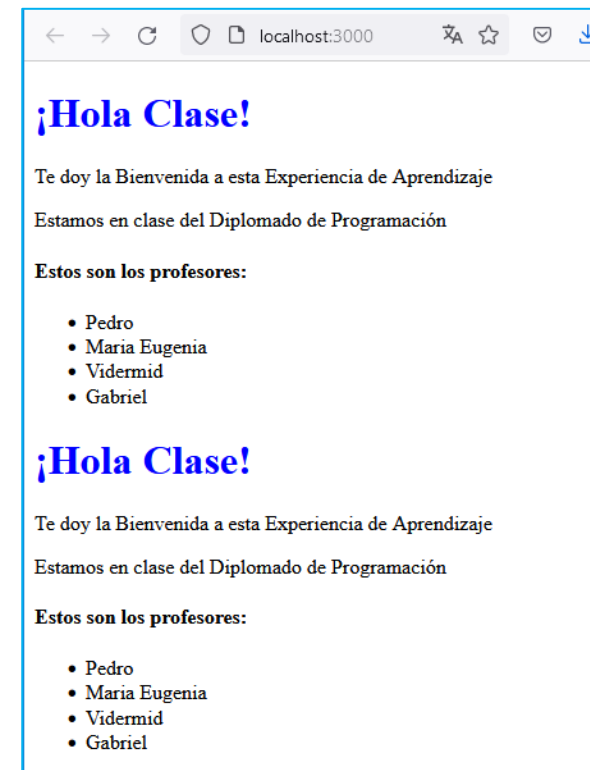 localhost:3000
¡Hola Clase!
Te doy la Bienvenida a esta Experiencia de Aprendizaje
Estamos en clase del Diplomado de Programación
Estos son los profesores:
Pedro
Maria Eugenia
Vidermid
Gabriel
¡Hola Clase!
Te doy la Bienvenida a esta Experiencia de Aprendizaje
Estamos en clase del Diplomado de Programación
Estos son los profesores:
Pedro
Maria Eugenia
Vidermid
Gabriel